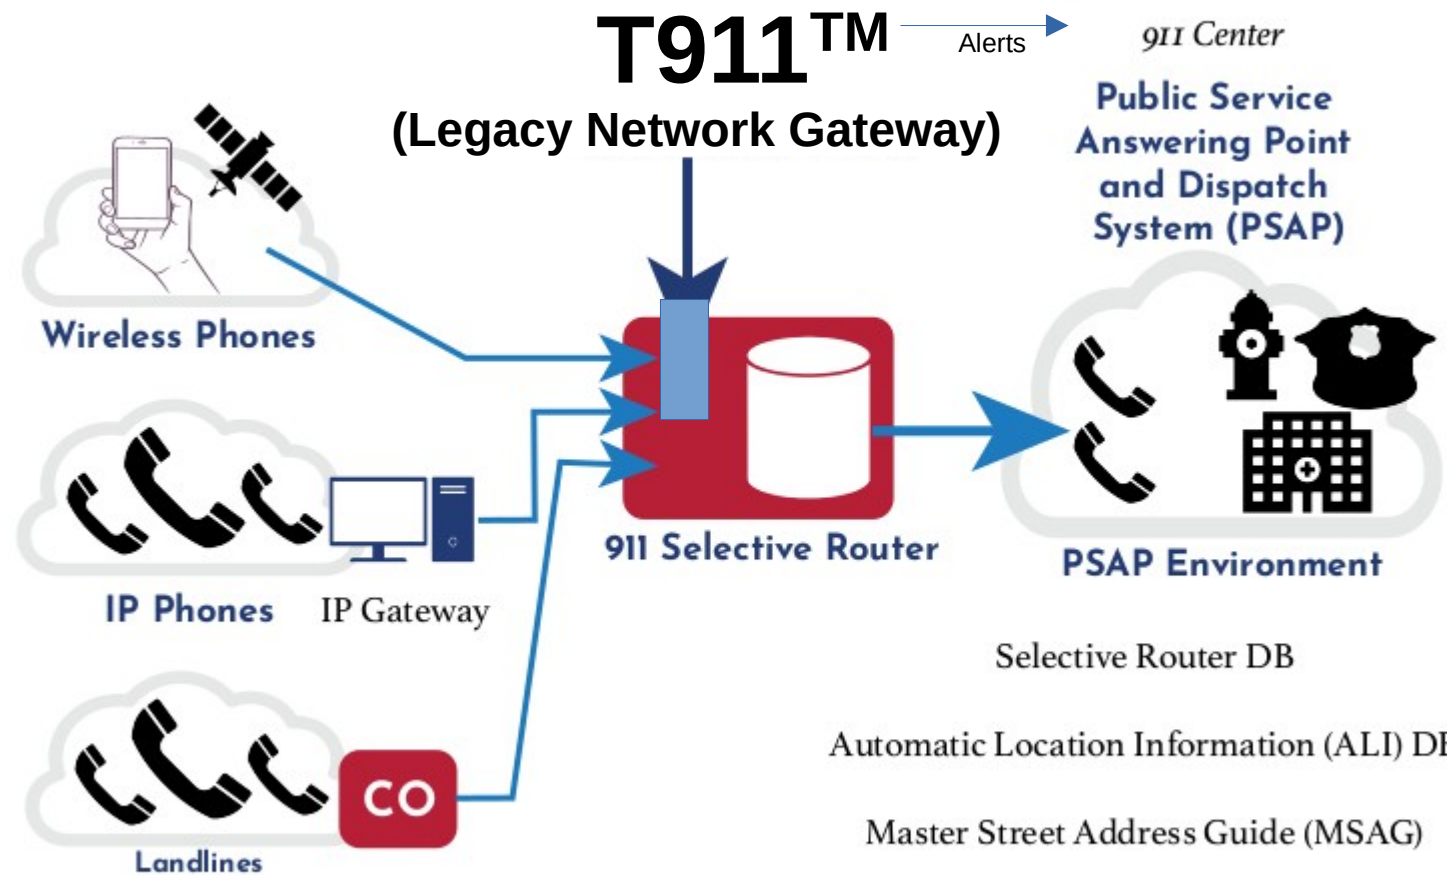 T911™
Alerts
911 Center
(Legacy Network Gateway)
Public Service
Answering Point
and Dispatch
System (PSAP)
Wireless Phones
911 Selective Router
PSAP Environment
IP Phones
IP Gateway
Selective Router DB
Automatic Location Information (ALI)
CO
Master Street Address Guide (MSAG)
Landlines